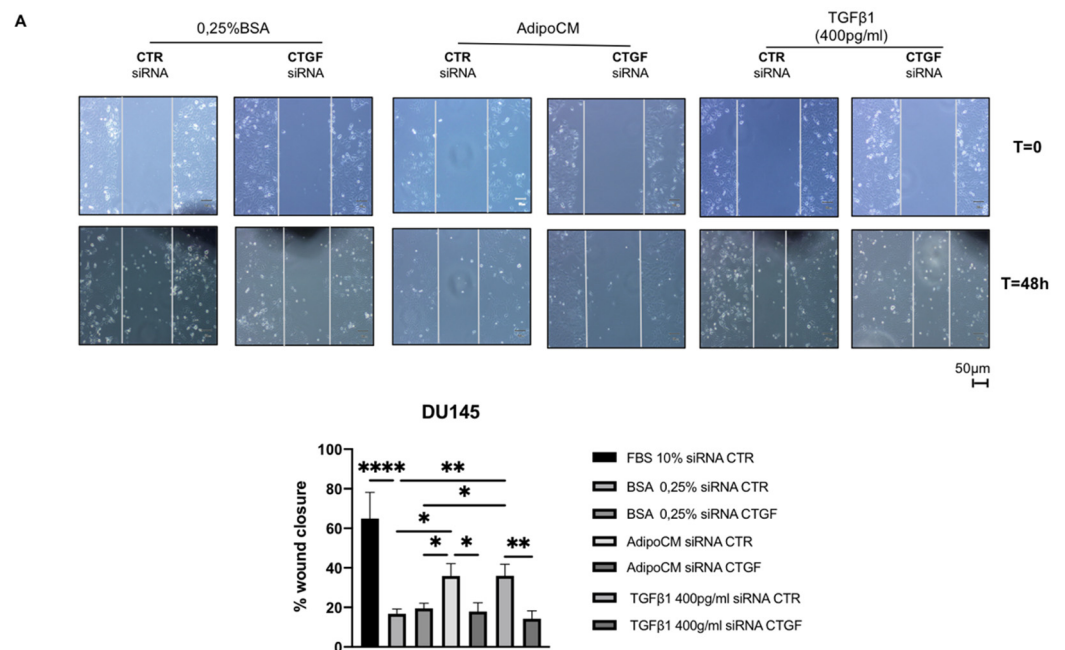 A
0,25%BSA
AdipoCM
TGFβ1
(400pg/ml)
CTR
siRNA
CTGF
siRNA
CTR
siRNA
CTGF
siRNA
CTR
siRNA
CTGF
siRNA
T=0
T=48h
50μm
DU145
% wound closure
100
80
60
40
20
0
**** **
*
*
* * **
FBS 10% siRNA CTR
BSA 0,25% siRNA CTR
BSA 0,25% siRNA CTGF
AdipoCM siRNA CTR
AdipoCM siRNA CTGF
TGFβ1 400pg/ml siRNA CTR
TGFβ1 400g/ml siRNA CTGF